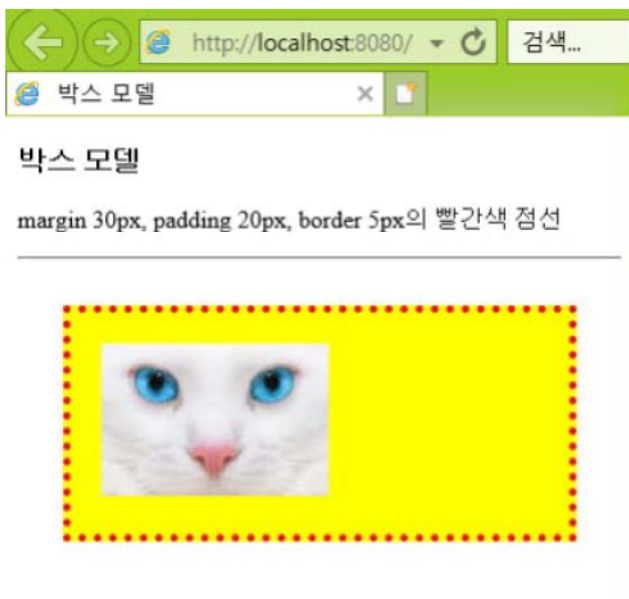 http://localhost:8080/ 검색...
박스 모델
박스 모델
margin 30px, padding 20px, border 5px의 빨간색 점선